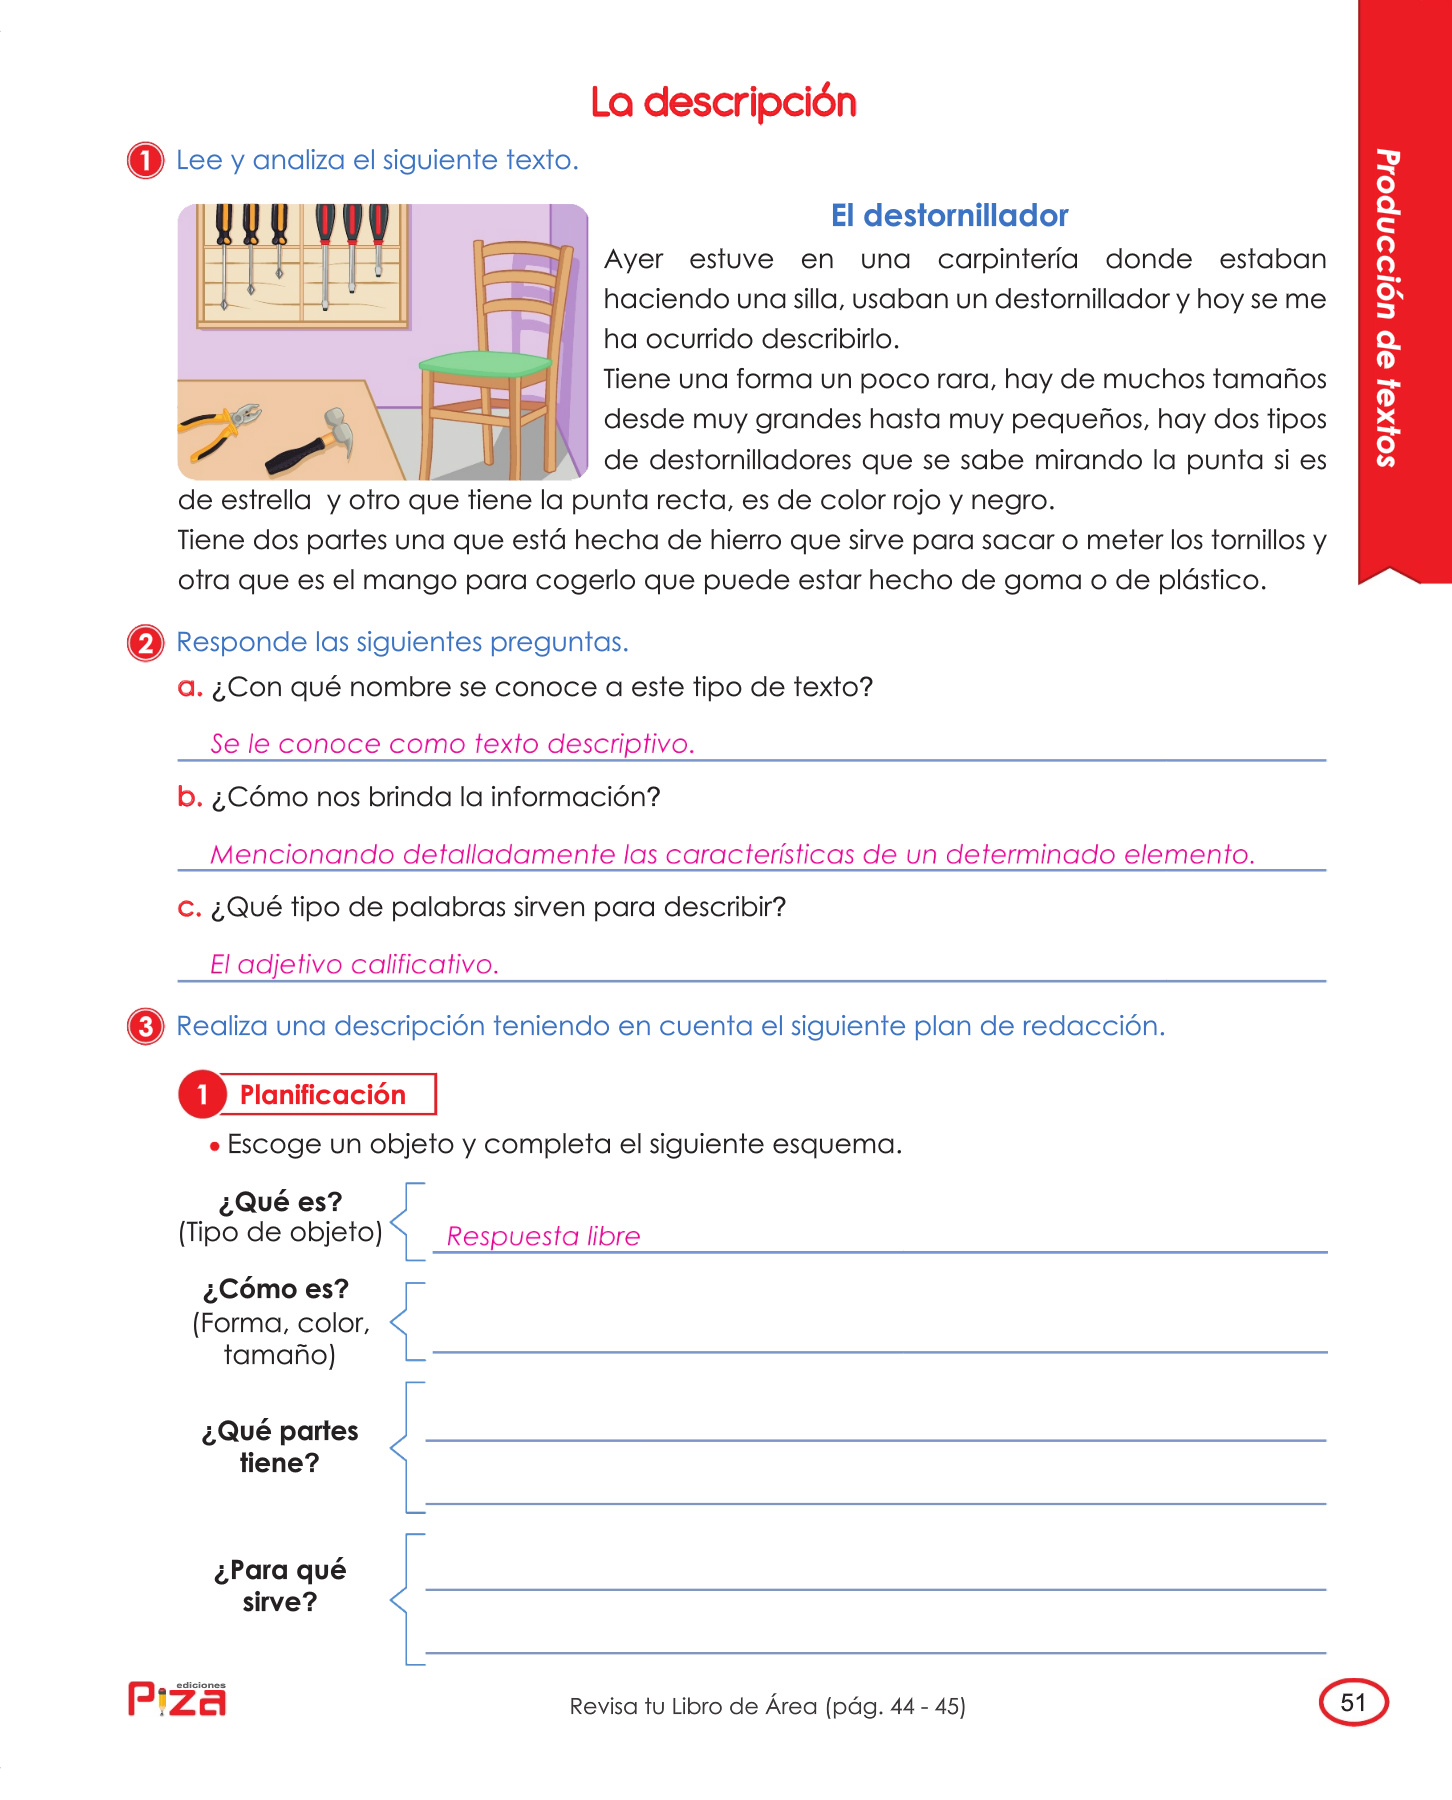 La descripción
1 Lee y analiza el siguiente texto.
El destornillador
Ayer estuve en una carpintería donde estaban
haciendo una silla, usaban un destornillador y hoy se me
ha ocurrido describirlo.
Tiene una forma un poco rara, hay de muchos tamaños
desde muy grandes hasta muy pequeños, hay dos tipos
de destornilladores que se sabe mirando la punta si es
de estrella y otro que tiene la punta recta, es de color rojo y negro.
Tiene dos partes una que está hecha de hierro que sirve para sacar o meter los tornillos y
otra que es el mango para cogerlo que puede estar hecho de goma o de plástico.
2 Responde las siguientes preguntas.
a. ¿Con qué nombre se conoce a este tipo de texto?
Se le conoce como texto descriptivo.
b. ¿Cómo nos brinda la información?
Mencionando detalladamente las características de un determinado elemento.
c. ¿Qué tipo de palabras sirven para describir?
El adjetivo calificativo.
3 Realiza una descripción teniendo en cuenta el siguiente plan de redacción.
1 Planificación
• Escoge un objeto y completa el siguiente esquema.
¿Qué es?
(Tipo de objeto)
Respuesta libre
¿Cómo es?
(Forma, color,
tamaño)
¿Qué partes
tiene?
¿Para qué
sirve?
ediciones
Piza
Revisa tu Libro de Área (pág. 44 - 45)
51
Producción de textos